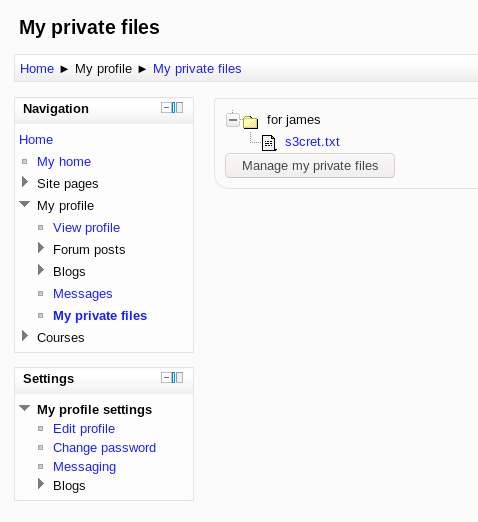 My private files
Home ► My profile ► My private files
Navigation
Home
My home
Site pages
My profile
View profile
Forum posts
Blogs
Messages
My private files
Courses
Settings
My profile settings
Edit profile
Change password
Messaging
Blogs
for james
s3cret.txt
Manage my private files